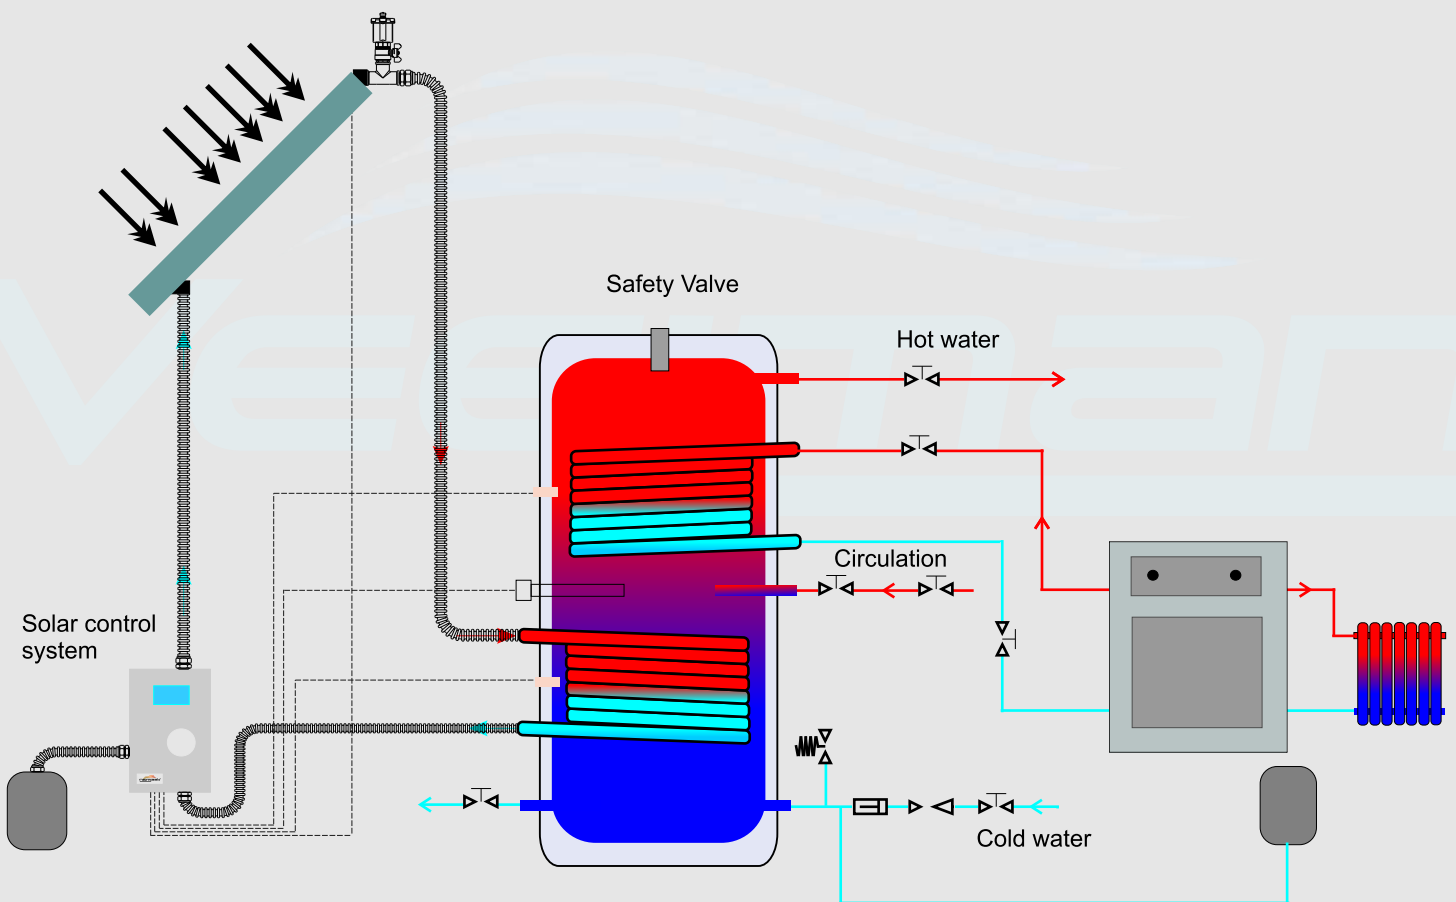 Safety Valve
Hot water
Circulation
Solar control
system
Cold water